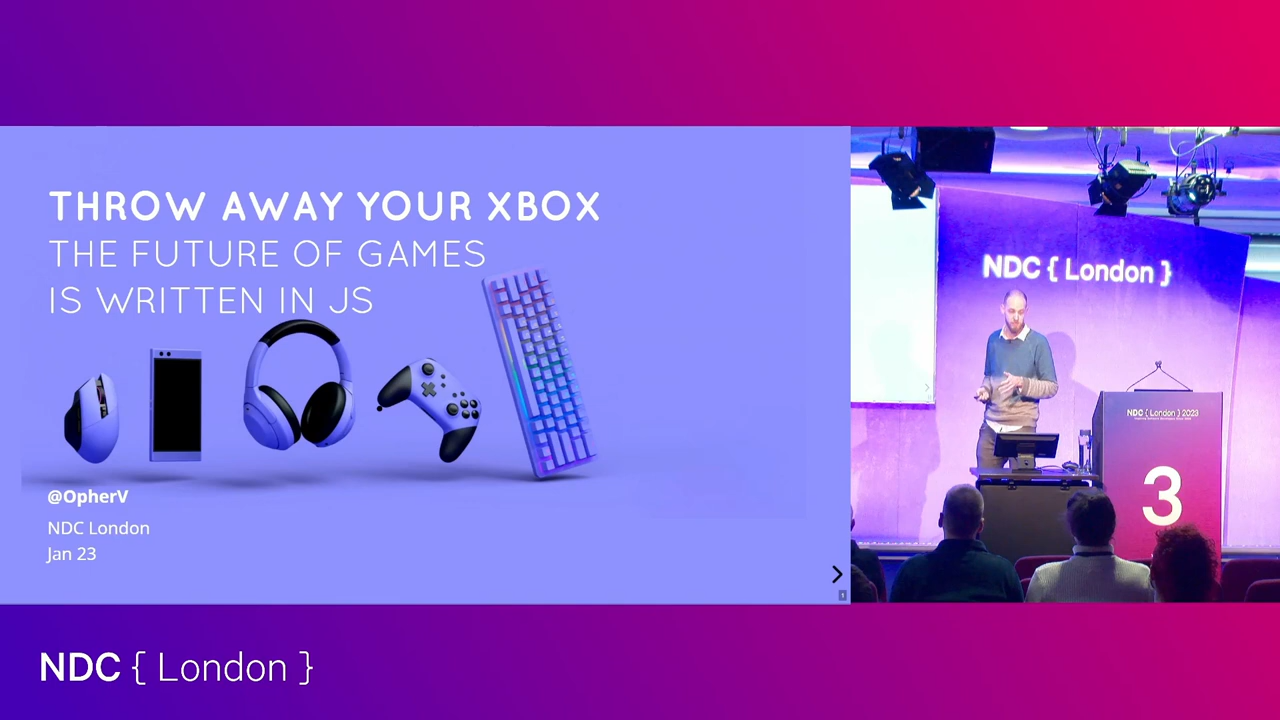 THROW AWAY YOUR XBOX
THE FUTURE OF GAMES
IS WRITTEN IN JS
@OpherV
NDC London
Jan 23
1
NDC { London }
NDC { London } 2023
3
NDC { London }